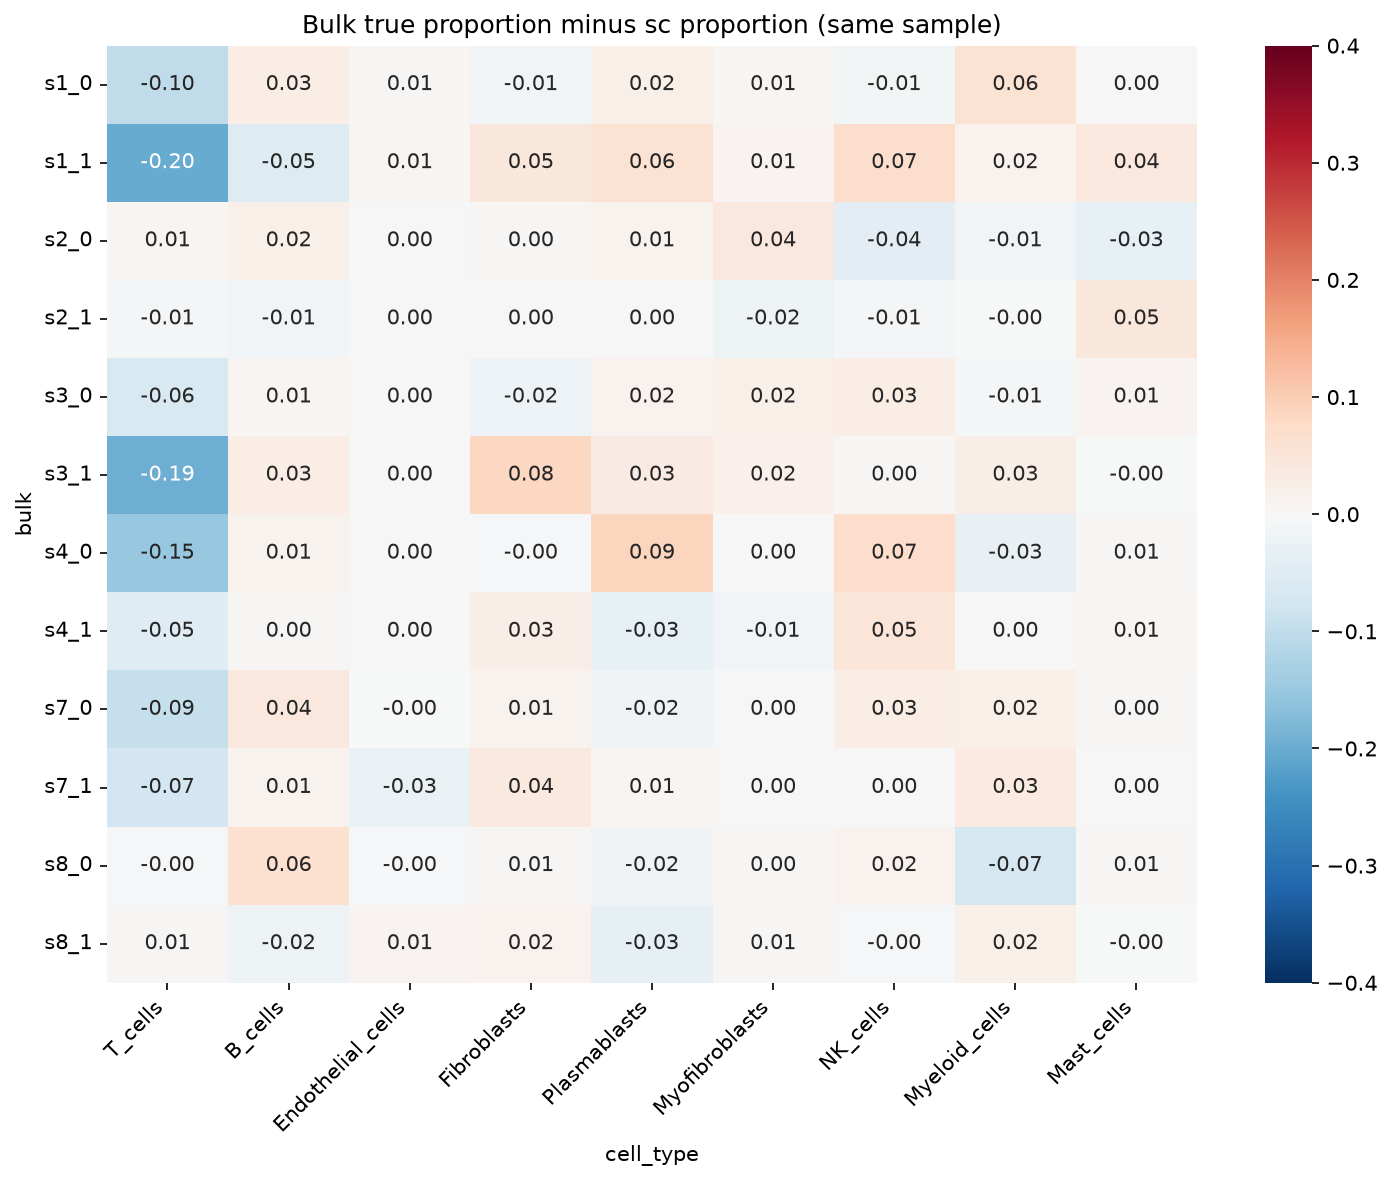 Bulk true proportion minus sc proportion (same sample)
s1_0 -0.10 0.03 0.01 -0.01 0.02 0.01 -0.01 0.06 0.00
s1_1 -0.20 -0.05 0.01 0.05 0.06 0.01 0.07 0.02 0.04
s2_0 0.01 0.02 0.00 0.00 0.01 0.04 -0.04 -0.01 -0.03
s2_1 -0.01 -0.01 0.00 0.00 0.00 -0.02 -0.01 -0.00 0.05
s3_0 -0.06 0.01 0.00 -0.02 0.02 0.02 0.03 -0.01 0.01
s3_1 -0.19 0.03 0.00 0.08 0.03 0.02 0.00 0.03 -0.00
s4_0 -0.15 0.01 0.00 -0.00 0.09 0.00 0.07 -0.03 0.01
s4_1 -0.05 0.00 0.00 0.03 -0.03 -0.01 0.05 0.00 0.01
s7_0 -0.09 0.04 -0.00 0.01 -0.02 0.00 0.03 0.02 0.00
s7_1 -0.07 0.01 -0.03 0.04 0.01 0.00 0.00 0.03 0.00
s8_0 -0.00 0.06 -0.00 0.01 -0.02 0.00 0.02 -0.07 0.01
s8_1 0.01 -0.02 0.01 0.02 -0.03 0.01 -0.00 0.02 -0.00
bulk
T_cells
B_cells
Endothelial_cells
Fibroblasts
Plasmablasts
Myofibroblasts
NK_cells
Myeloid_cells
Mast_cells
cell_type
0.4
0.3
0.2
0.1
0.0
−0.1
−0.2
−0.3
−0.4